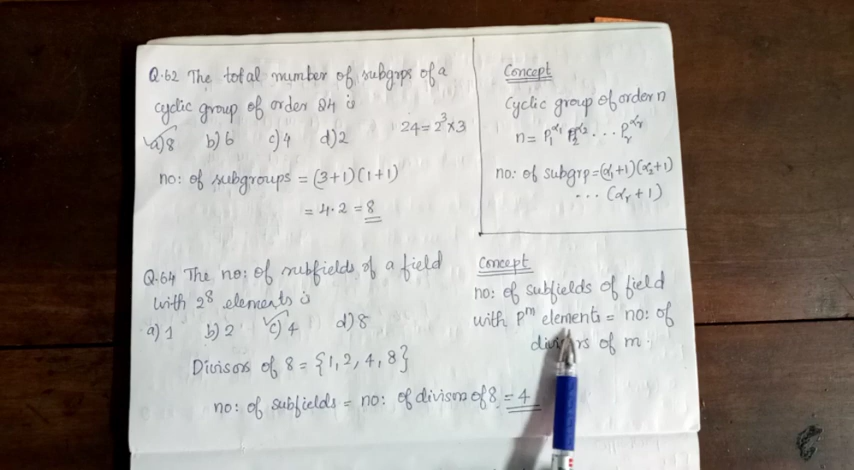 Q.62 The total number of subgrps of a
cyclic group of order 24 is
a) 8 b) 6 c) 4 d) 2 24 = 2³×3
no: of subgroups = (3+1)(1+1)
= 4·2 = 8
Concept
Cyclic group of order n
n = p₁^α₁ p₂^α₂ ... pᵣ^αᵣ
no: of subgrp = (α₁+1)(α₂+1)
... (αᵣ+1)
Q.64 The no: of subfields of a field
with 2⁸ elements is
a) 1 b) 2 c) 4 d) 8
Divisors of 8 = {1, 2, 4, 8}
no: of subfields = no: of divisors of 8 = 4
Concept
no: of subfields of field
with pᵐ elements = no: of
divisors of m.